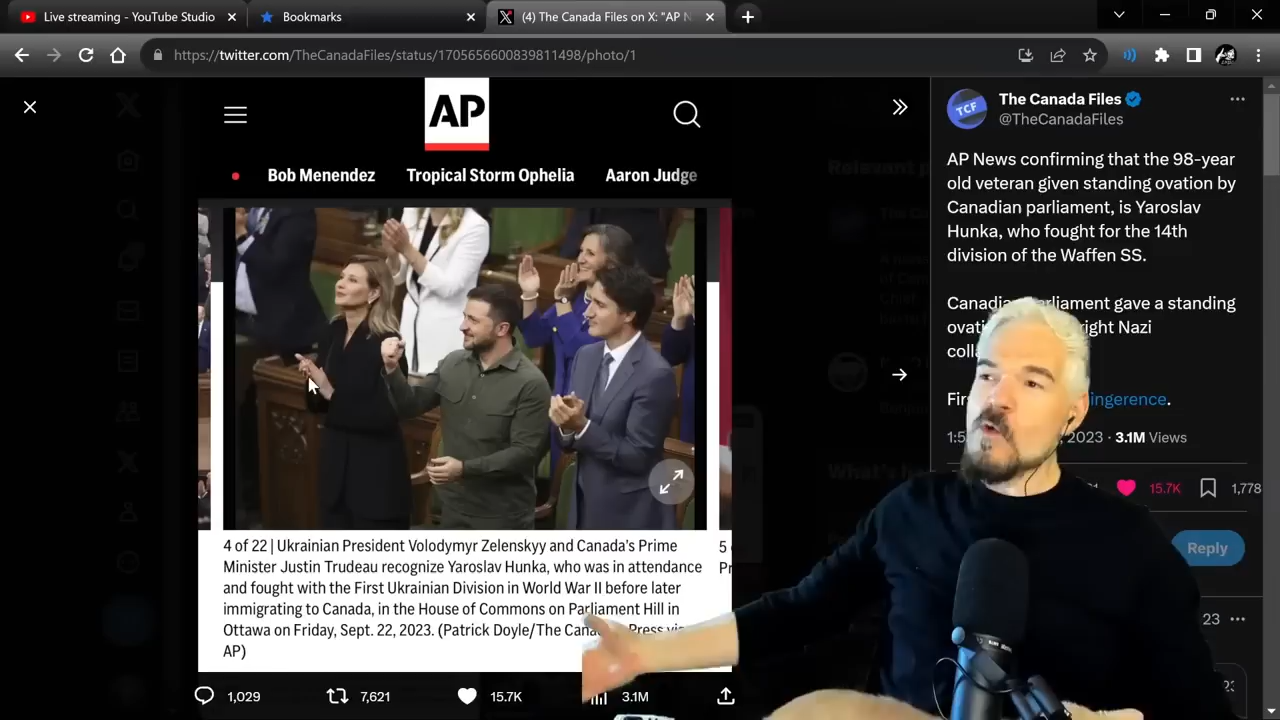 Live streaming - YouTube Studio
Bookmarks
(4) The Canada Files on X: "AP N
https://twitter.com/TheCanadaFiles/status/1705656600839811498/photo/1
AP
Bob Menendez
Tropical Storm Ophelia
Aaron Judge
4 of 22 | Ukrainian President Volodymyr Zelenskyy and Canada's Prime
Minister Justin Trudeau recognize Yaroslav Hunka, who was in attendance
and fought with the First Ukrainian Division in World War II before later
immigrating to Canada, in the House of Commons on Parliament Hill in
Ottawa on Friday, Sept. 22, 2023. (Patrick Doyle/The Press
AP)
5
1,029
7,621
15.7K
3.1M
TCF
The Canada Files
@TheCanadaFiles
AP News confirming that the 98-year
old veteran given standing ovation by
Canadian parliament, is Yaroslav
Hunka, who fought for the 14th
division of the Waffen SS.
Parliament gave a standing
Nazi
2023 · 3.1M Views
15.7K
1,778
Reply
23